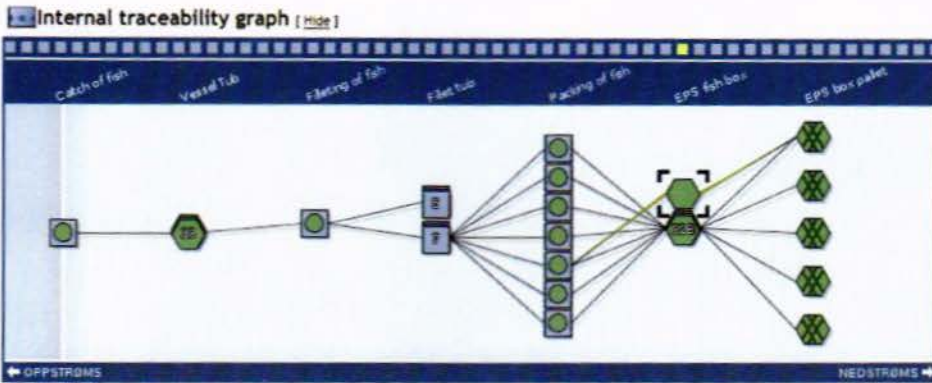 Internal traceability graph [ Hide ]
Catch of fish
Vessel Tub
Filleting of fish
Filet tub
Packing of fish
EPS fish box
EPS box pallet
OPPSTRØMS
NEDSTRØMS